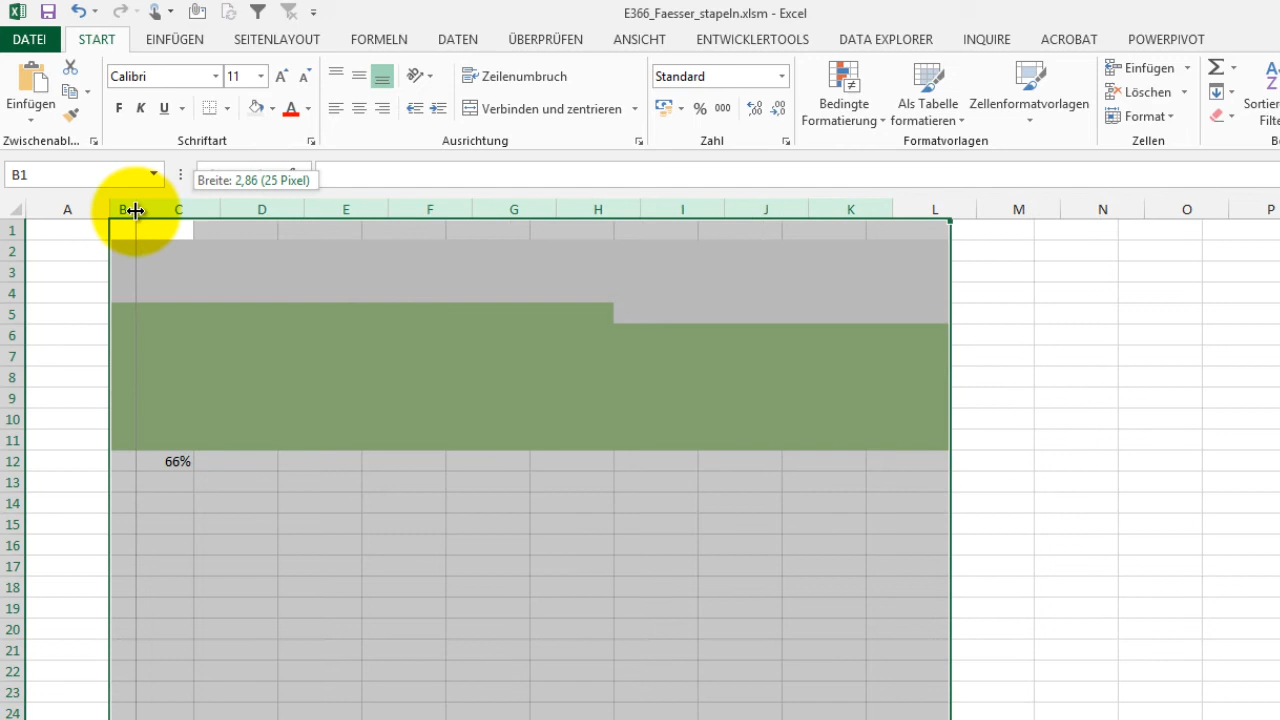 E366_Faesser_stapeln.xlsm - Excel
DATEI START EINFÜGEN SEITENLAYOUT FORMELN DATEN ÜBERPRÜFEN ANSICHT ENTWICKLERTOOLS DATA EXPLORER INQUIRE ACROBAT POWERPIVOT
Calibri 11 Zeilenumbruch Standard Einfügen Σ
Einfügen Bedingte Als Tabelle Zellenformatvorlagen Löschen Sortieren
F K U A Verbinden und zentrieren % 000 Formatierung formatieren Format Filte
Zwischenabl... Schriftart Ausrichtung Zahl Formatvorlagen Zellen
B1
Breite: 2,86 (25 Pixel)
A B C D E F G H I J K L M N O P
1
2
3
4
5
6
7
8
9
10
11
12 66%
13
14
15
16
17
18
19
20
21
22
23
24